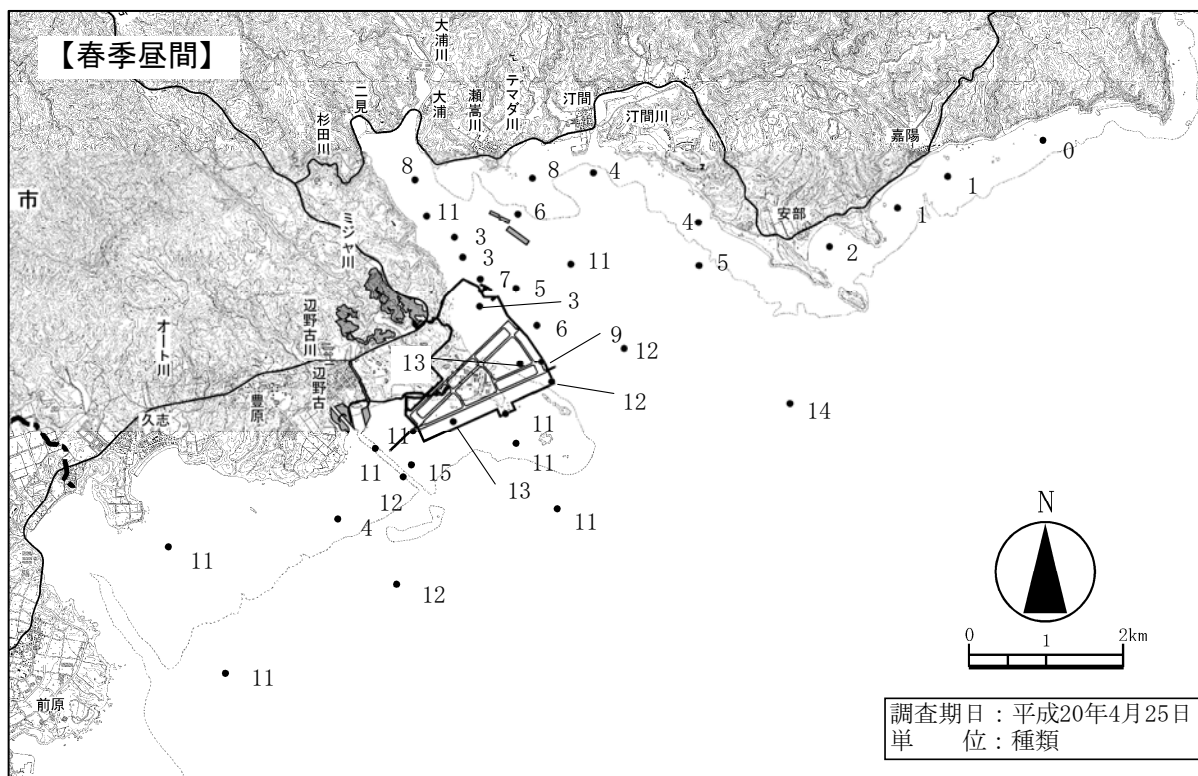 【春季昼間】
大浦川
二見
大浦
瀬嵩川
テマダ川
汀間
汀間川
嘉陽
杉田川
市
安部
ミジャ川
辺野古川
オート川
辺野古
豊原
久志
前原
0
8
8
4
1
11
6
4
1
3
2
3
11
5
7
5
3
6
9
12
13
12
14
11
11
11
11
15
13
12
4
11
11
12
11
N
0 1 2km
調査期日：平成20年4月25日
単　　位：種類